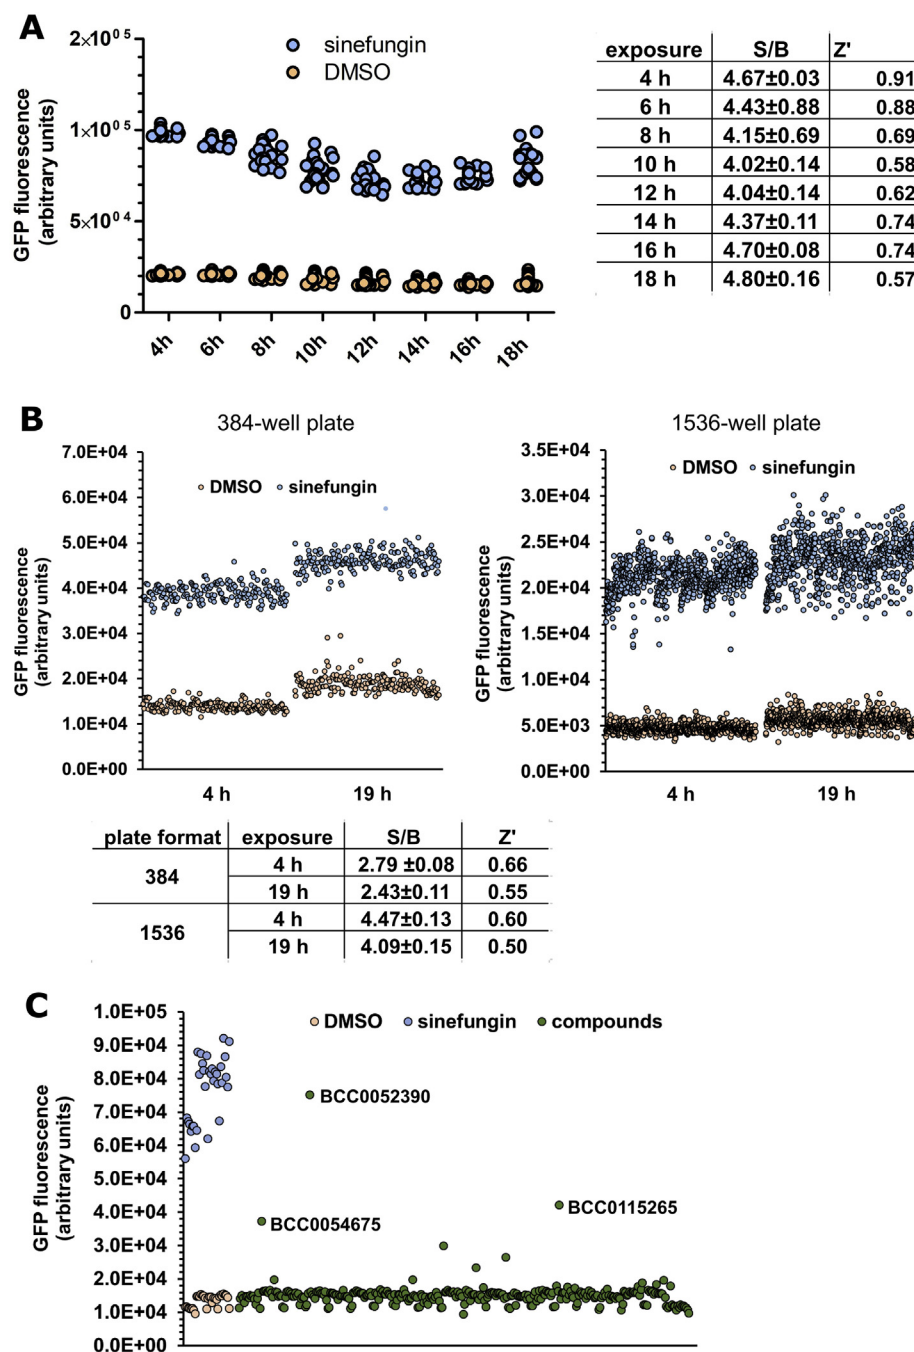 A
2×10⁰⁵
1×10⁰⁵
5×10⁰⁴
0
GFP fluorescence
(arbitrary units)
sinefungin
DMSO
4h 6h 8h 10h 12h 14h 16h 18h
exposure S/B Z'
4 h 4.67±0.03 0.91
6 h 4.43±0.88 0.88
8 h 4.15±0.69 0.69
10 h 4.02±0.14 0.58
12 h 4.04±0.14 0.62
14 h 4.37±0.11 0.74
16 h 4.70±0.08 0.74
18 h 4.80±0.16 0.57
B
384-well plate
7.0E+04
6.0E+04
5.0E+04
4.0E+04
3.0E+04
2.0E+04
1.0E+04
0.0E+04
GFP fluorescence
(arbitrary units)
DMSO sinefungin
4 h 19 h
1536-well plate
3.5E+04
3.0E+04
2.5E+04
2.0E+04
1.5E+04
1.0E+04
5.0E+03
0.0E+00
GFP fluorescence
(arbitrary units)
DMSO sinefungin
4 h 19 h
plate format exposure S/B Z'
384 4 h 2.79 ±0.08 0.66
19 h 2.43±0.11 0.55
1536 4 h 4.47±0.13 0.60
19 h 4.09±0.15 0.50
C
1.0E+05
9.0E+04
8.0E+04
7.0E+04
6.0E+04
5.0E+04
4.0E+04
3.0E+04
2.0E+04
1.0E+04
0.0E+00
GFP fluorescence
(arbitrary units)
DMSO sinefungin compounds
BCC0052390
BCC0054675
BCC0115265